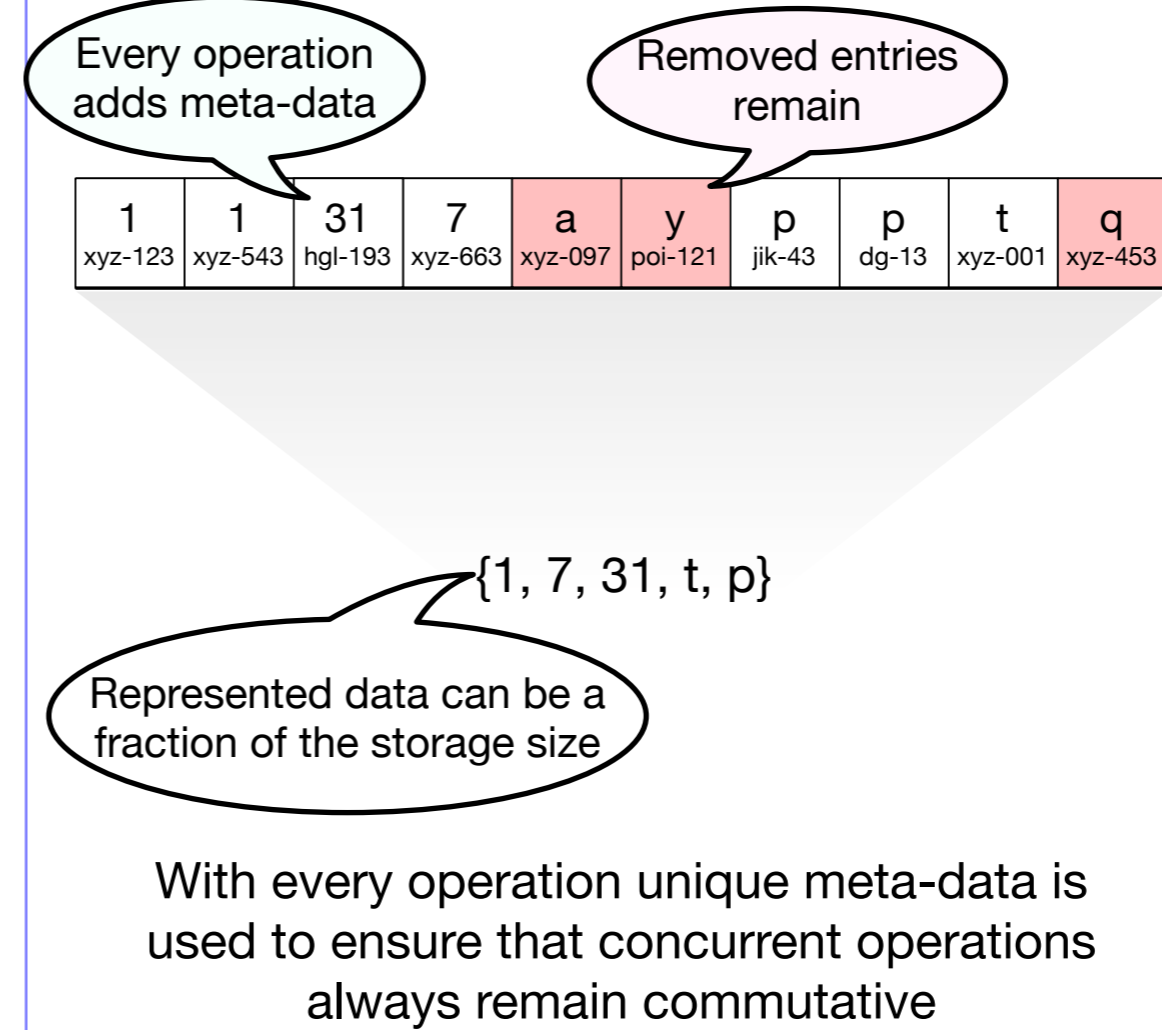 Every operation
adds meta-data
Removed entries
remain
1 1 31 7 a y p p t q
xyz-123 xyz-543 hgl-193 xyz-663 xyz-097 poi-121 jik-43 dg-13 xyz-001 xyz-453
{1, 7, 31, t, p}
Represented data can be a
fraction of the storage size
With every operation unique meta-data is
used to ensure that concurrent operations
always remain commutative